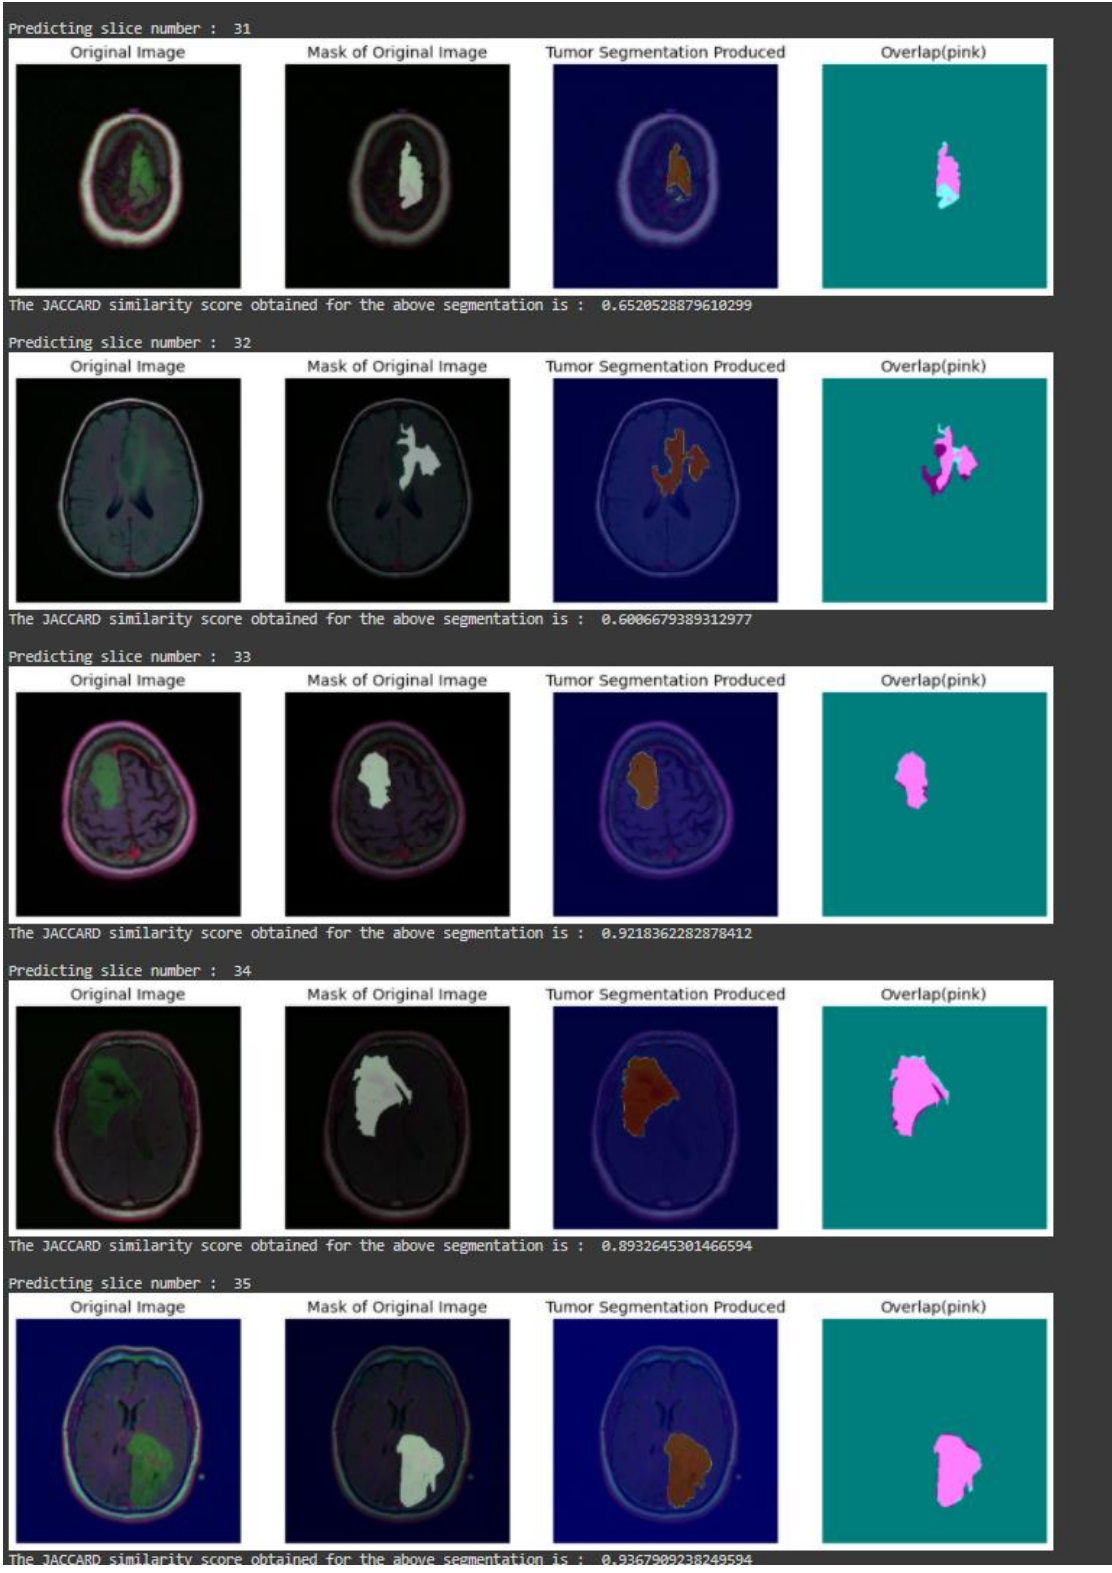 Predicting slice number :  31
Original Image Mask of Original Image Tumor Segmentation Produced Overlap(pink)
The JACCARD similarity score obtained for the above segmentation is :  0.6520528879610299
Predicting slice number :  32
Original Image Mask of Original Image Tumor Segmentation Produced Overlap(pink)
The JACCARD similarity score obtained for the above segmentation is :  0.6006679389312977
Predicting slice number :  33
Original Image Mask of Original Image Tumor Segmentation Produced Overlap(pink)
The JACCARD similarity score obtained for the above segmentation is :  0.9218362282878412
Predicting slice number :  34
Original Image Mask of Original Image Tumor Segmentation Produced Overlap(pink)
The JACCARD similarity score obtained for the above segmentation is :  0.8932645301466594
Predicting slice number :  35
Original Image Mask of Original Image Tumor Segmentation Produced Overlap(pink)
The JACCARD similarity score obtained for the above segmentation is :  0.9367909238249594